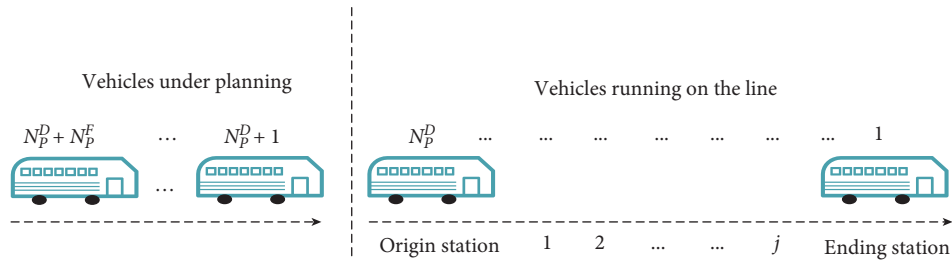 Vehicles under planning
Vehicles running on the line
N_P^D + N_P^F ... N_P^D + 1
N_P^D ... ... ... ... ... ... ... 1
...
Origin station 1 2 ... ... j Ending station